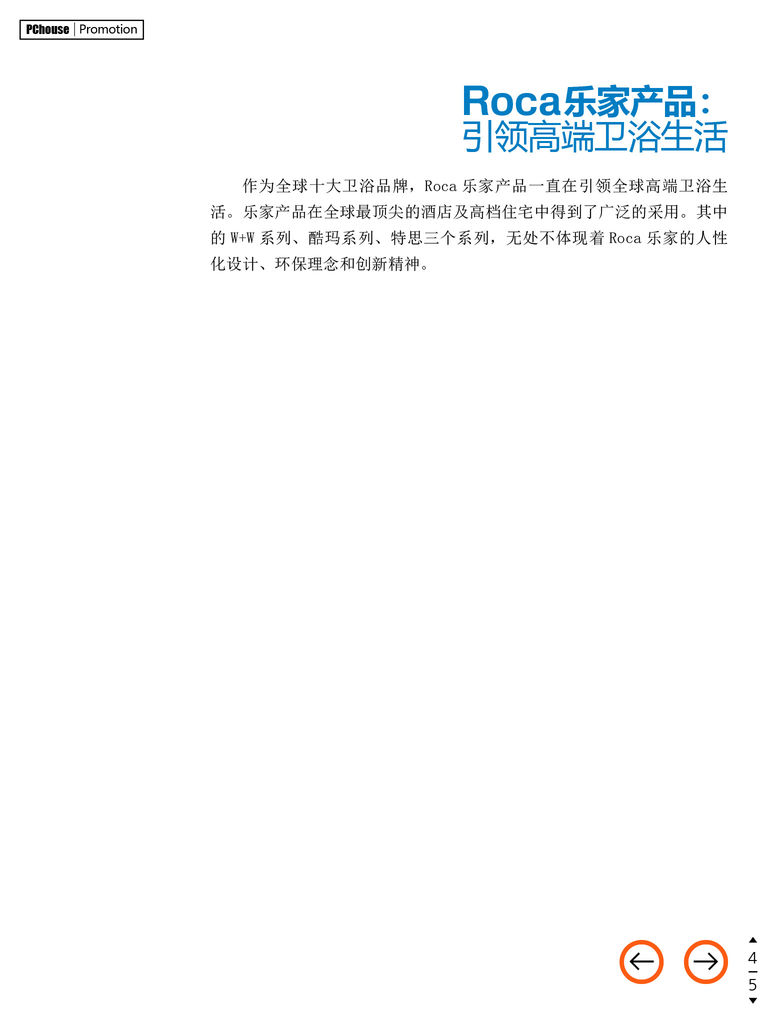 PChouse | Promotion
Roca乐家产品：
引领高端卫浴生活
作为全球十大卫浴品牌，Roca 乐家产品一直在引领全球高端卫浴生
活。乐家产品在全球最顶尖的酒店及高档住宅中得到了广泛的采用。其中
的 W+W 系列、酷玛系列、特思三个系列，无处不体现着 Roca 乐家的人性
化设计、环保理念和创新精神。
4
5